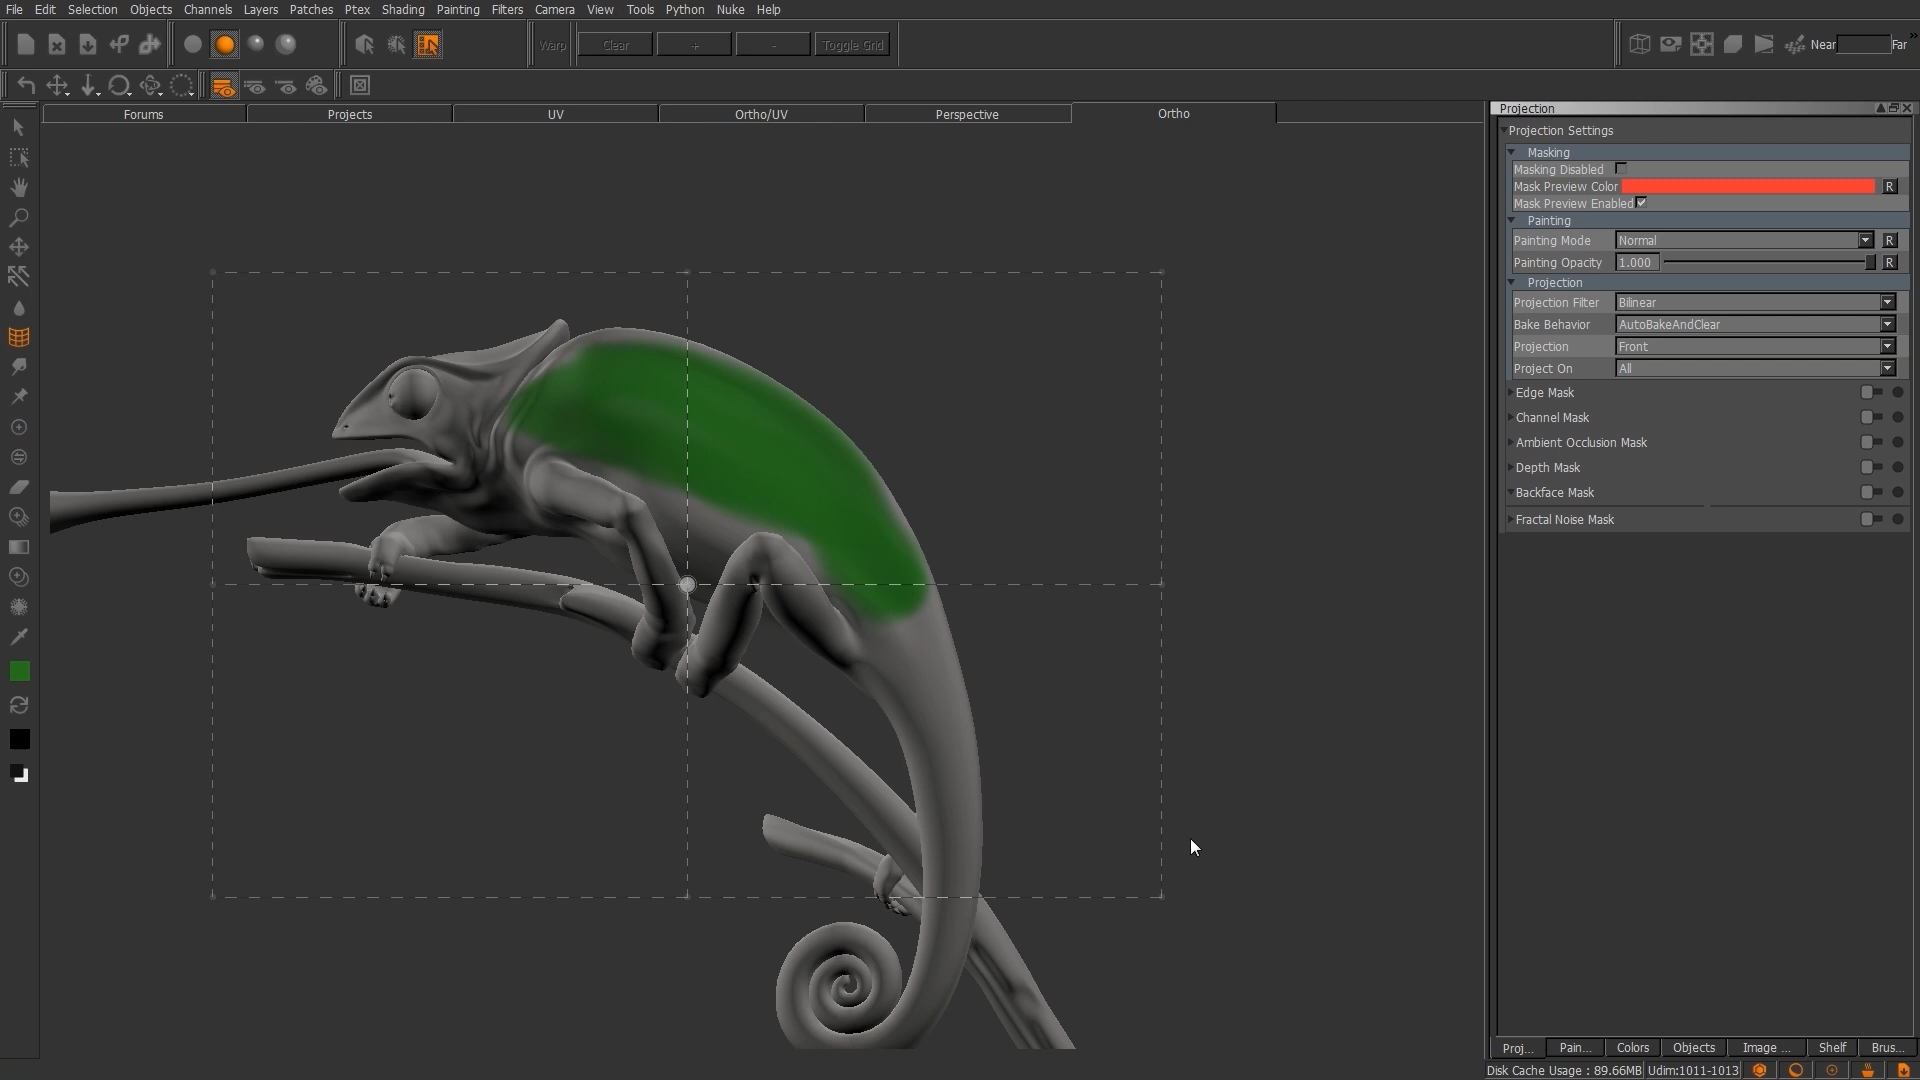 File Edit Selection Objects Channels Layers Patches Ptex Shading Painting Filters Camera View Tools Python Nuke Help
Warp Clear + - Toggle Grid Near Far »
Forums Projects UV Ortho/UV Perspective Ortho
Projection
Projection Settings
Masking
Masking Disabled
Mask Preview Color R
Mask Preview Enabled
Painting
Painting Mode Normal R
Painting Opacity 1.000 R
Projection
Projection Filter Bilinear
Bake Behavior AutoBakeAndClear
Projection Front
Project On All
Edge Mask
Channel Mask
Ambient Occlusion Mask
Depth Mask
Backface Mask
Fractal Noise Mask
Proj... Pain... Colors Objects Image ... Shelf Brus...
Disk Cache Usage : 89.66MB Udim:1011-1013